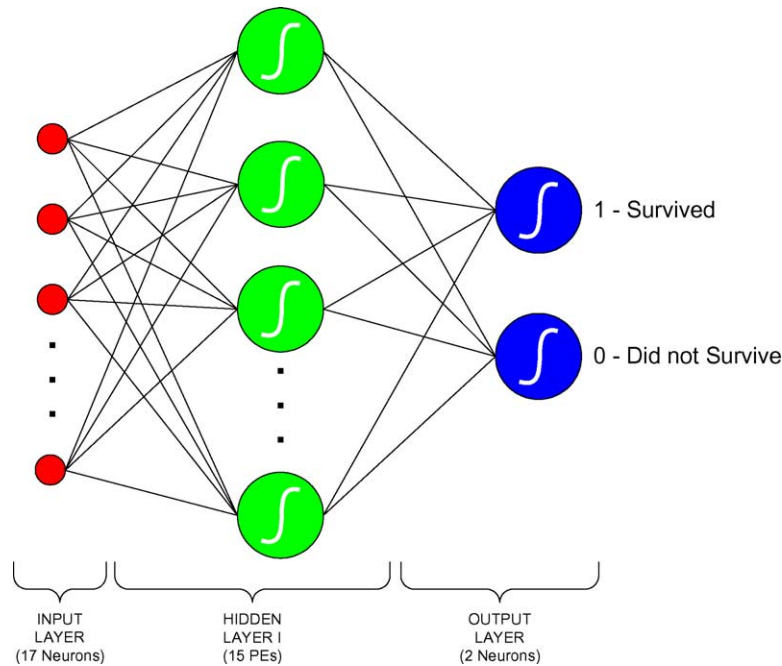 1 - Survived
0 - Did not Survive
INPUT
LAYER
(17 Neurons)
HIDDEN
LAYER I
(15 PEs)
OUTPUT
LAYER
(2 Neurons)